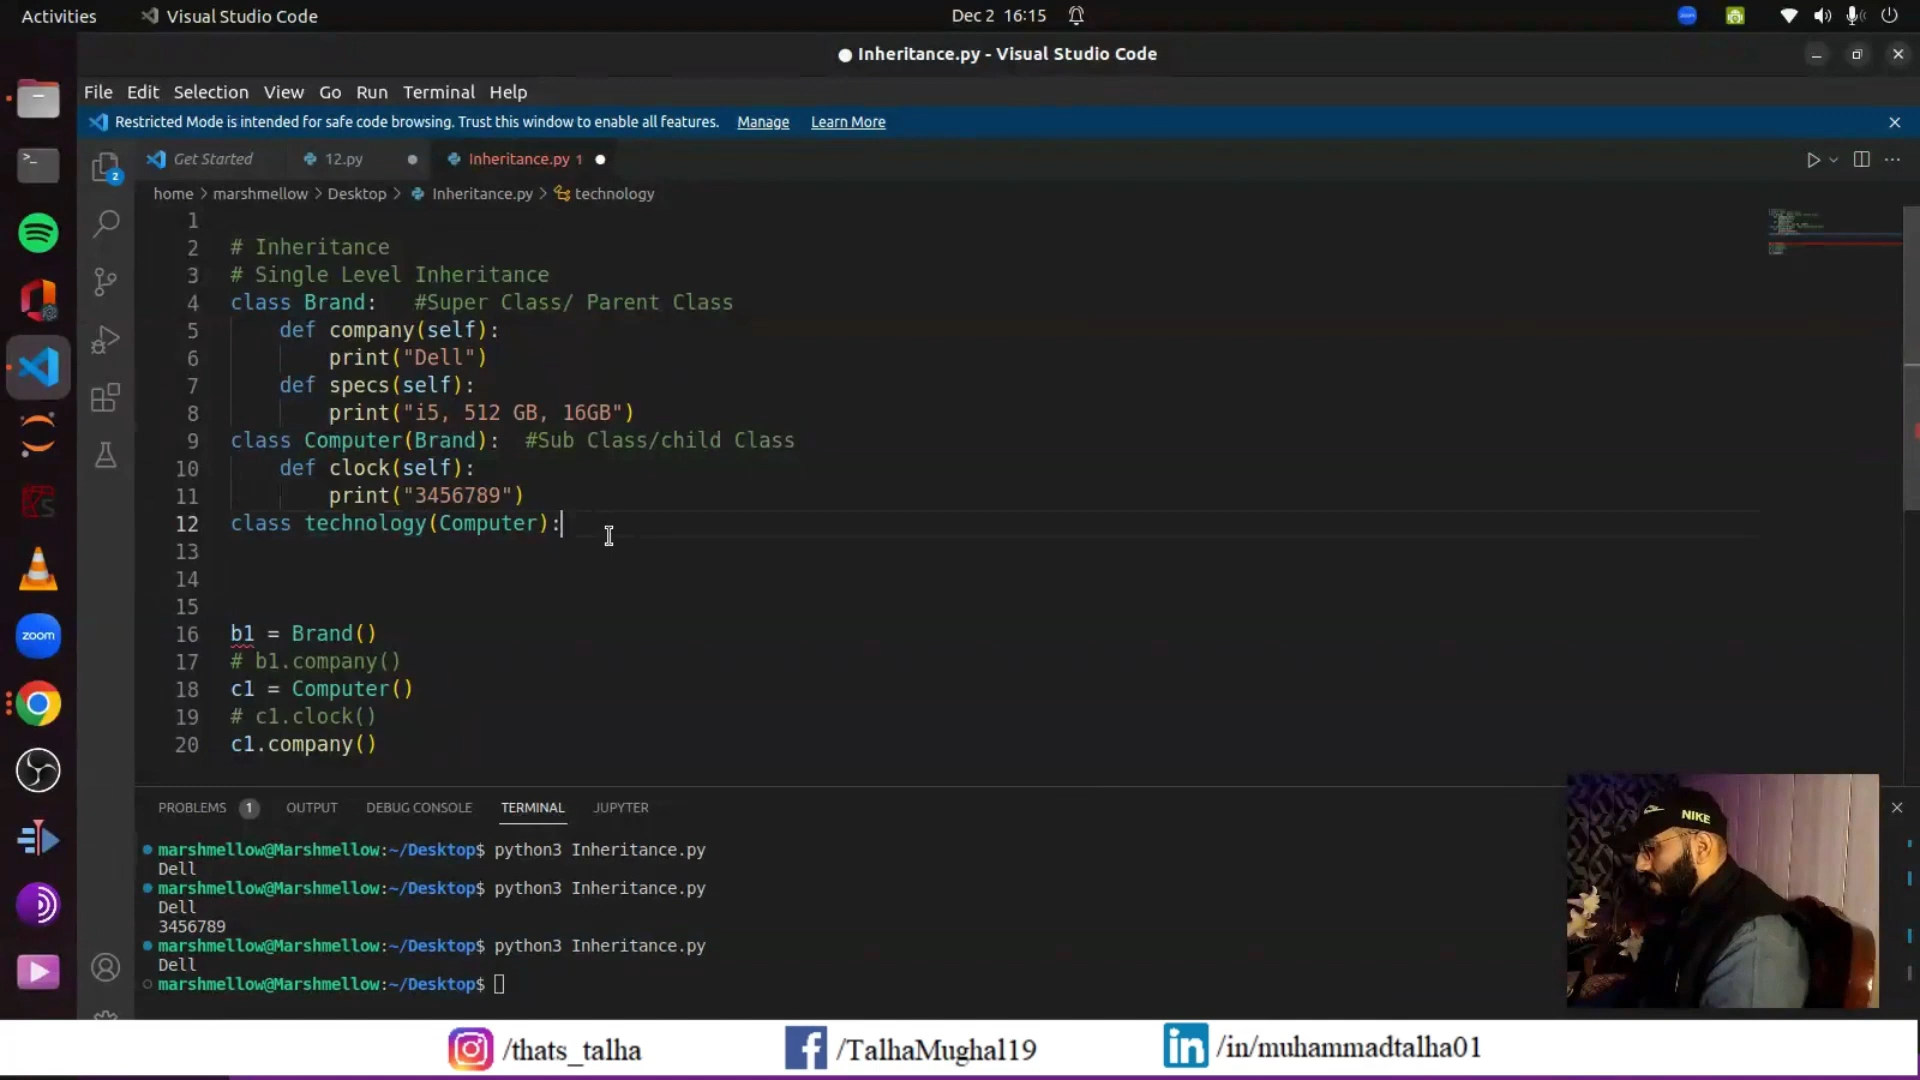 Activities
Visual Studio Code
Dec 2 16:15
Inheritance.py - Visual Studio Code
File Edit Selection View Go Run Terminal Help
Restricted Mode is intended for safe code browsing. Trust this window to enable all features. Manage Learn More
Get Started 12.py Inheritance.py 1
home > marshmellow > Desktop > Inheritance.py > technology
2
1
2 # Inheritance
3 # Single Level Inheritance
4 class Brand: #Super Class/ Parent Class
5 def company(self):
6 print("Dell")
7 def specs(self):
8 print("i5, 512 GB, 16GB")
9 class Computer(Brand): #Sub Class/child Class
10 def clock(self):
11 print("3456789")
12 class technology(Computer):
13
14
15
16 b1 = Brand()
17 # b1.company()
18 c1 = Computer()
19 # c1.clock()
20 c1.company()
zoom
PROBLEMS 1 OUTPUT DEBUG CONSOLE TERMINAL JUPYTER
marshmellow@Marshmellow:~/Desktop$ python3 Inheritance.py
Dell
marshmellow@Marshmellow:~/Desktop$ python3 Inheritance.py
Dell
3456789
marshmellow@Marshmellow:~/Desktop$ python3 Inheritance.py
Dell
marshmellow@Marshmellow:~/Desktop$
NIKE
/thats_talha
/TalhaMughal19
/in/muhammadtalha01